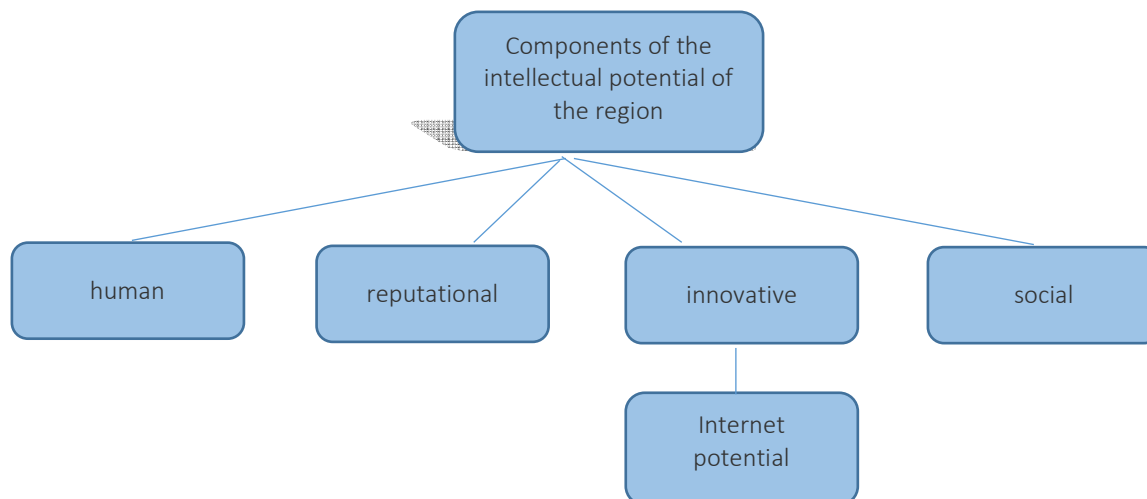 Components of the
intellectual potential of
the region
human
reputational
innovative
social
Internet
potential